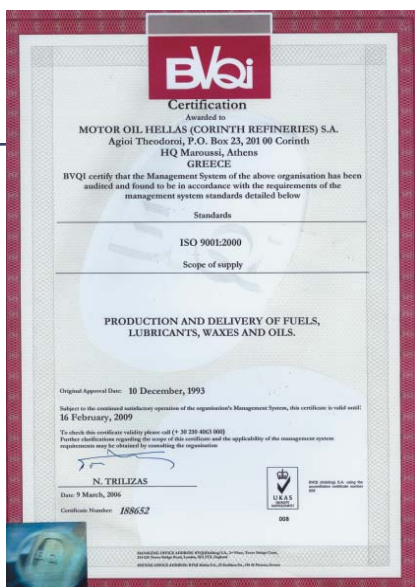 BVQi
Certification
Awarded to
MOTOR OIL HELLAS (CORINTH REFINERIES) S.A.
Agioi Theodoroi, P.O. Box 23, 201 00 Corinth
HQ Maroussi, Athens
GREECE
BVQI certify that the Management System of the above organisation has been
audited and found to be in accordance with the requirements of the
management system standards detailed below
Standards
ISO 9001:2000
Scope of supply
PRODUCTION AND DELIVERY OF FUELS,
LUBRICANTS, WAXES AND OILS.
Original Approval Date: 10 December, 1993
Subject to the continued satisfactory operation of the organisation's Management System, this certificate is valid until:
16 February, 2009
To check this certificate validity please call (+ 30 210 4063 000)
Further clarifications regarding the scope of this certificate and the applicability of the management system
requirements may be obtained by consulting the organisation
N. TRILIZAS
Date: 9 March, 2006
Certificate Number: 188652
UKAS
QUALITY
MANAGEMENT
008